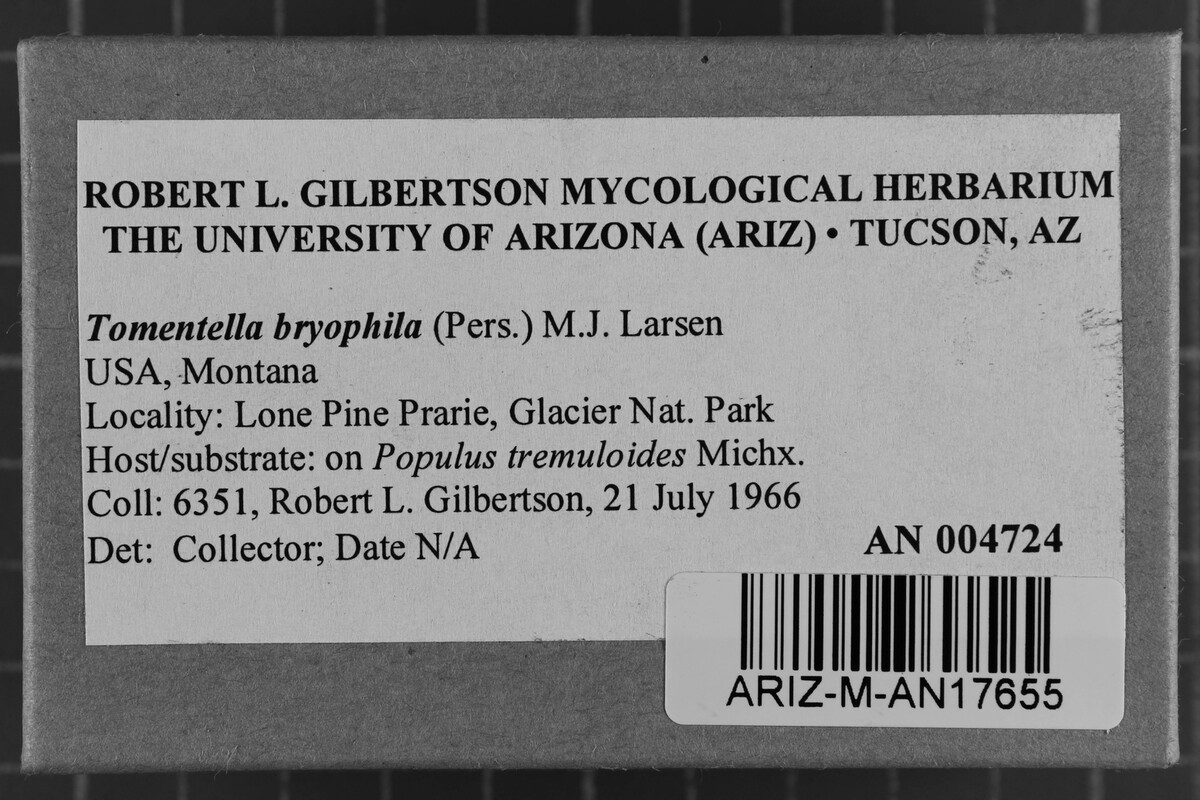 ROBERT L. GILBERTSON MYCOLOGICAL HERBARIUM
THE UNIVERSITY OF ARIZONA (ARIZ) • TUCSON, AZ
Tomentella bryophila (Pers.) M.J. Larsen
USA, Montana
Locality: Lone Pine Prarie, Glacier Nat. Park
Host/substrate: on Populus tremuloides Michx.
Coll: 6351, Robert L. Gilbertson, 21 July 1966
Det: Collector; Date N/A
AN 004724
ARIZ-M-AN17655